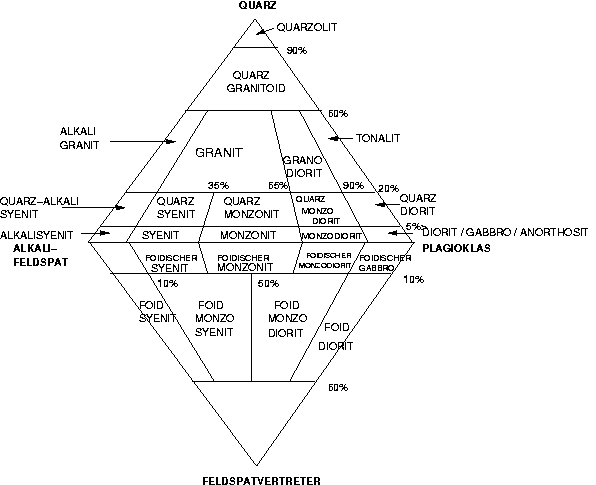 QUARZ
QUARZOLIT
90%
QUARZ
GRANITOID
60%
ALKALI
GRANIT
TONALIT
GRANIT
GRANO
DIORIT
35%
65%
90%
20%
QUARZ-ALKALI
SYENIT
QUARZ
SYENIT
QUARZ
MONZONIT
QUARZ
MONZO
DIORIT
QUARZ
DIORIT
5%
ALKALISYENIT
SYENIT
MONZONIT
MONZODIORIT
DIORIT / GABBRO / ANORTHOSIT
ALKALI-
FELDSPAT
PLAGIOKLAS
FOIDISCHER
SYENIT
FOIDISCHER
MONZONIT
FOIDISCHER
MONZODIORIT
FOIDISCHER
GABBRO
10%
10%
50%
FOID
SYENIT
FOID
MONZO
SYENIT
FOID
MONZO
DIORIT
FOID
DIORIT
60%
FELDSPATVERTRETER